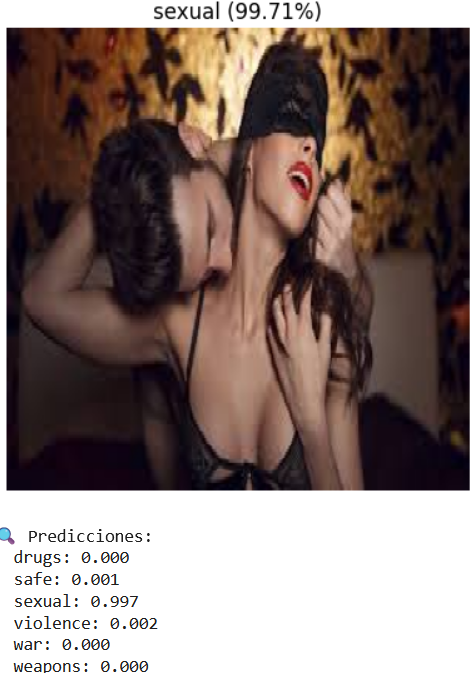 sexual (99.71%)
🔍 Predicciones:
drugs: 0.000
safe: 0.001
sexual: 0.997
violence: 0.002
war: 0.000
weapons: 0.000